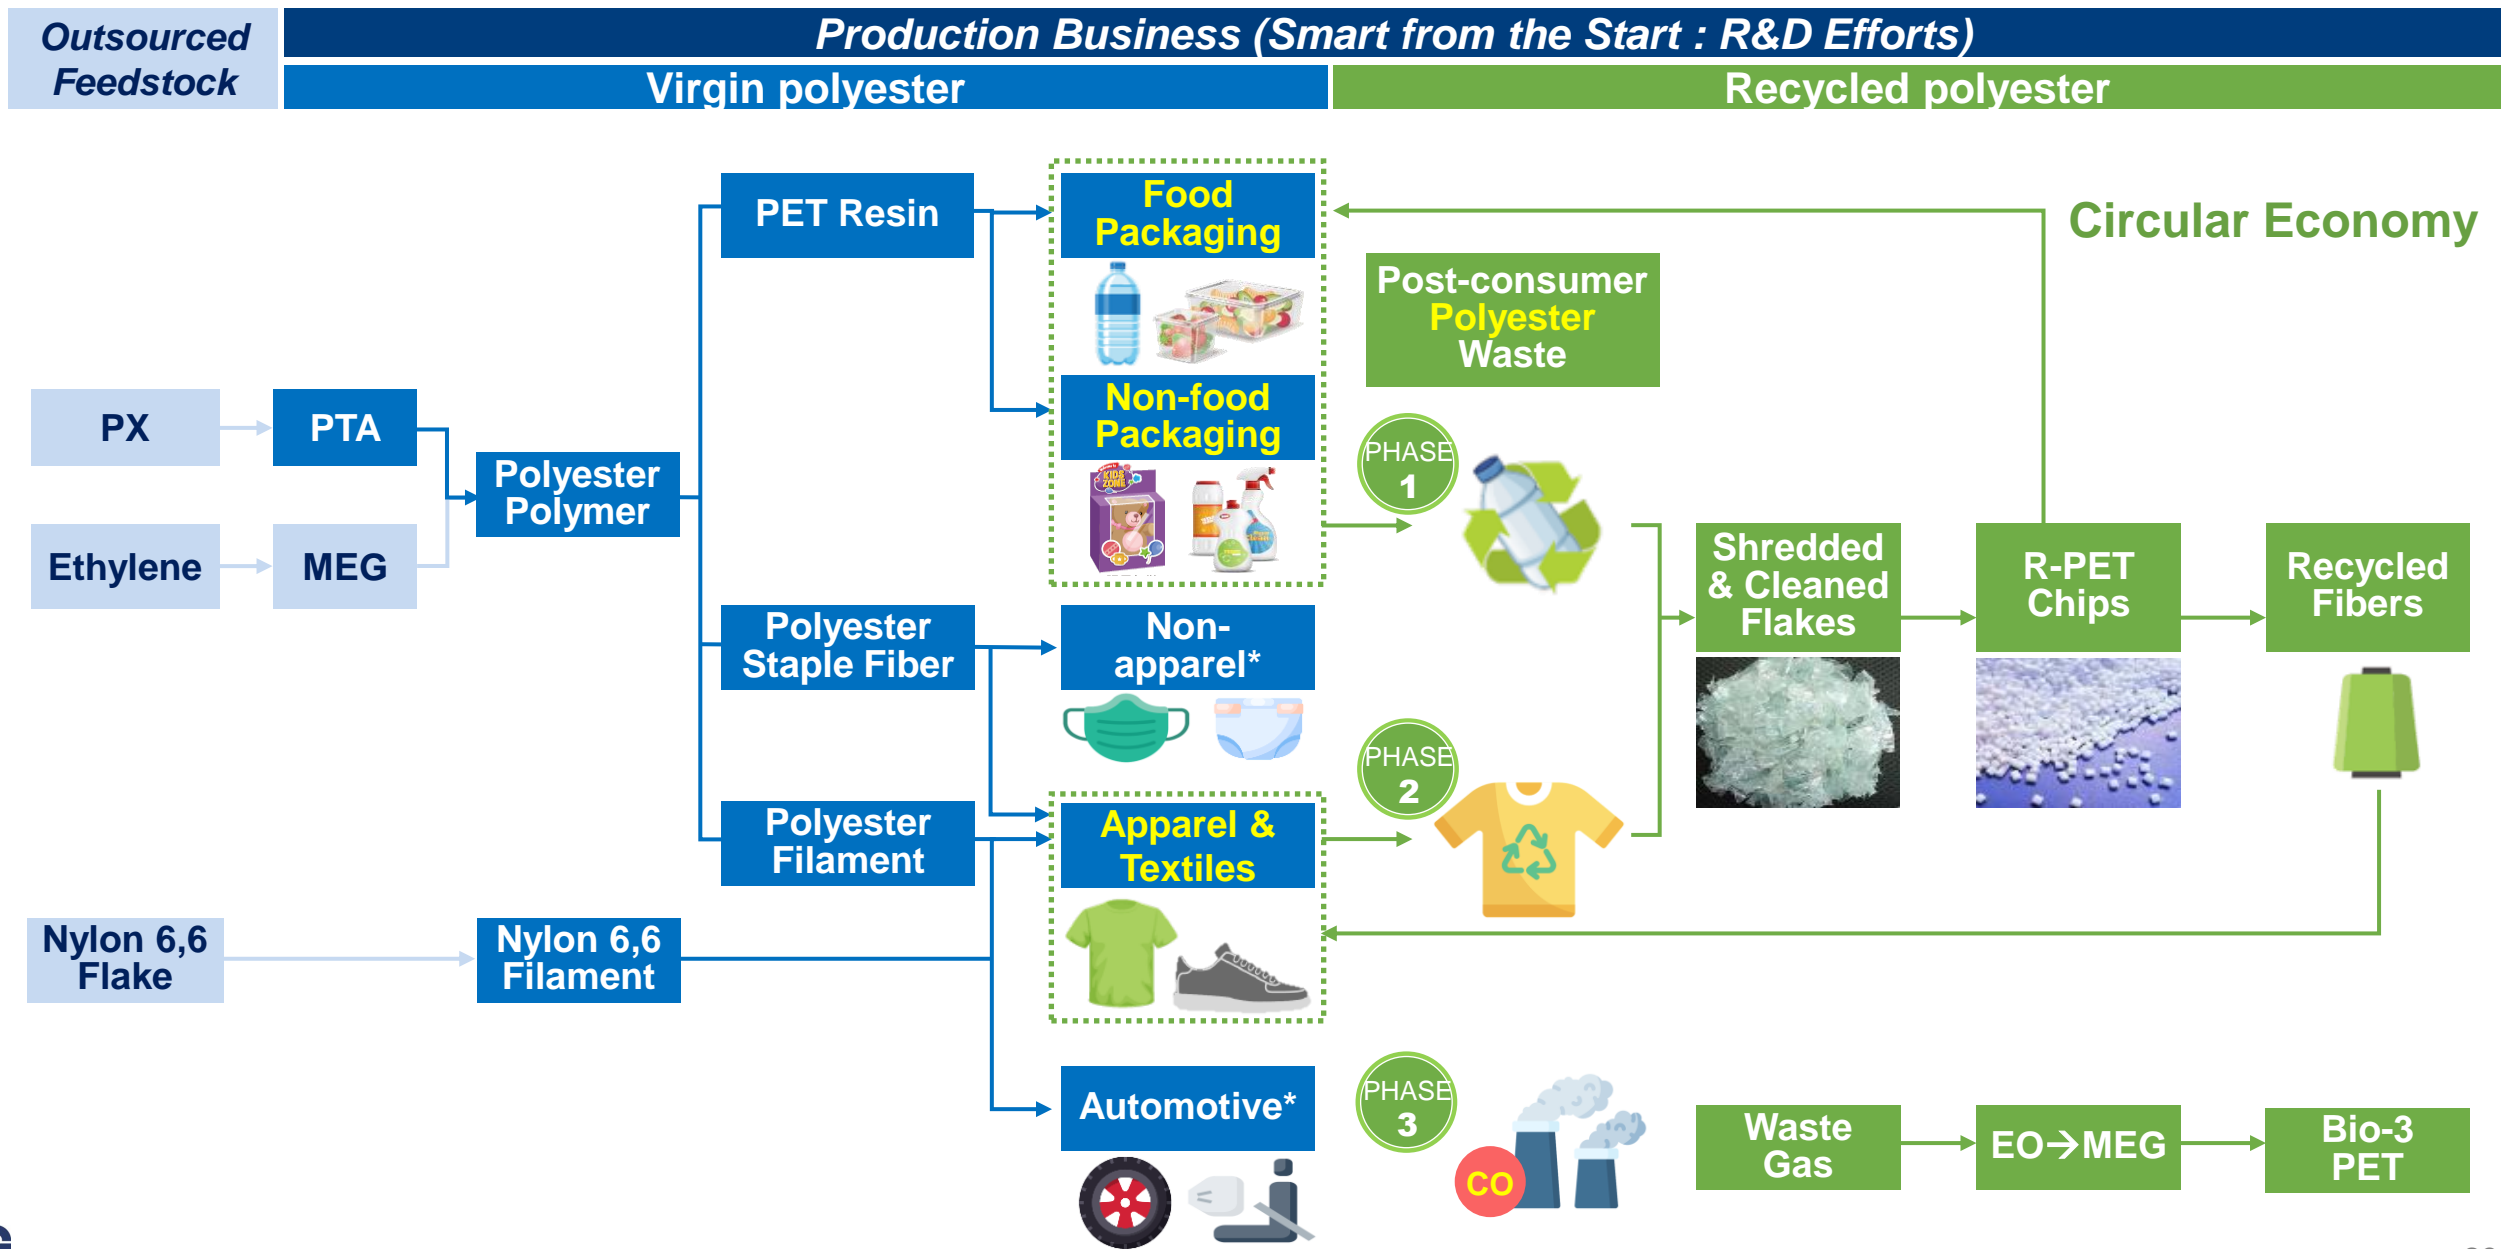 Outsourced
Feedstock
Production Business (Smart from the Start : R&D Efforts)
Virgin polyester
Recycled polyester
PET Resin
Food
Packaging
Circular Economy
Post-consumer
Polyester
Waste
PX
PTA
Non-food
Packaging
Polyester
Polymer
PHASE
1
KIDS
ZONE
Ethylene
MEG
Shredded
& Cleaned
Flakes
R-PET
Chips
Recycled
Fibers
Polyester
Staple Fiber
Non-
apparel*
PHASE
2
Polyester
Filament
Apparel &
Textiles
Nylon 6,6
Flake
Nylon 6,6
Filament
Automotive*
PHASE
3
CO
Waste
Gas
EO→MEG
Bio-3
PET